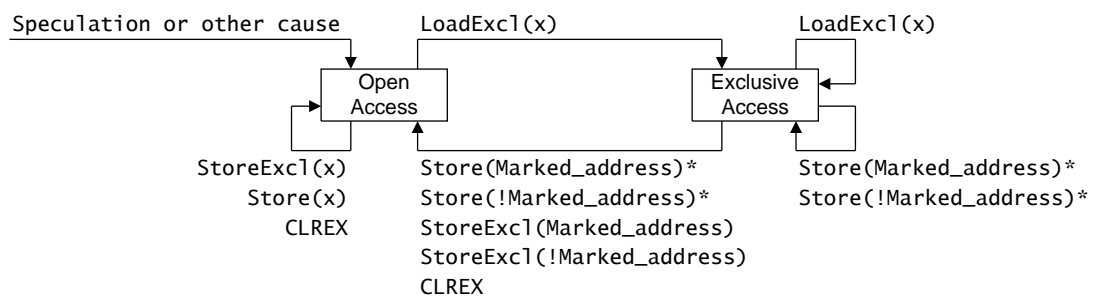 Speculation or other cause
LoadExcl(x)
LoadExcl(x)
Open
Access
Exclusive
Access
StoreExcl(x)
Store(x)
CLREX
Store(Marked_address)*
Store(!Marked_address)*
StoreExcl(Marked_address)
StoreExcl(!Marked_address)
CLREX
Store(Marked_address)*
Store(!Marked_address)*